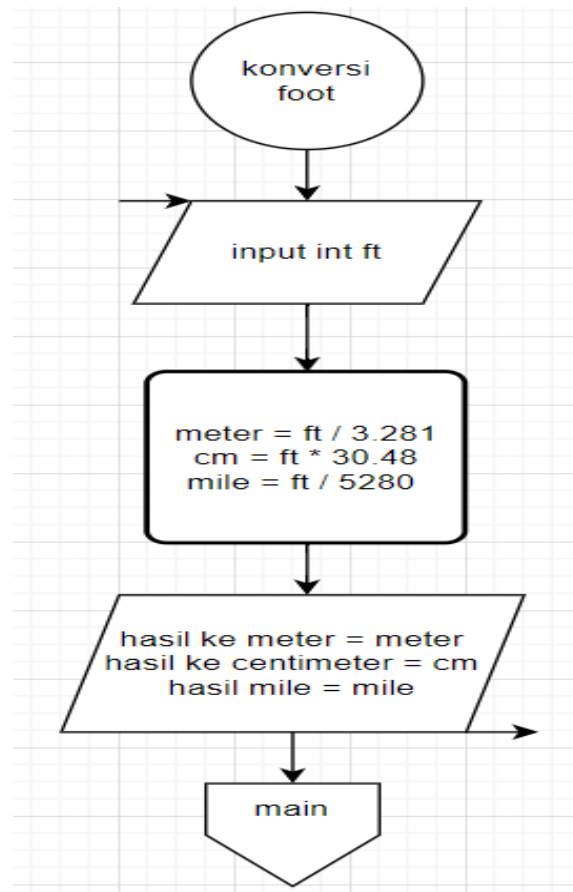 konversi
foot
input int ft
meter = ft / 3.281
cm = ft * 30.48
mile = ft / 5280
hasil ke meter = meter
hasil ke centimeter = cm
hasil mile = mile
main